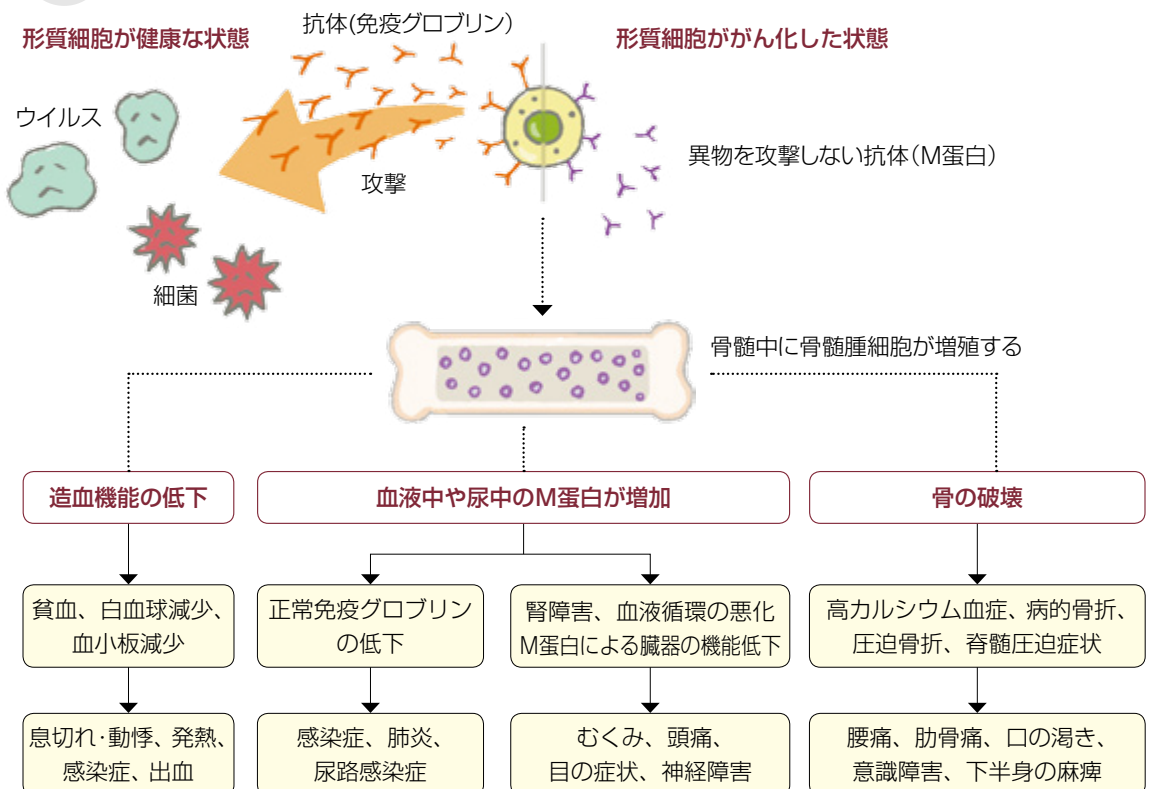 抗体(免疫グロブリン)
形質細胞が健康な状態
形質細胞ががん化した状態
ウイルス
異物を攻撃しない抗体(M蛋白)
攻撃
細菌
骨髄中に骨髄腫細胞が増殖する
造血機能の低下
血液中や尿中のM蛋白が増加
骨の破壊
貧血、白血球減少、
血小板減少
正常免疫グロブリン
の低下
腎障害、血液循環の悪化
M蛋白による臓器の機能低下
高カルシウム血症、病的骨折、
圧迫骨折、脊髄圧迫症状
息切れ・動悸、発熱、
感染症、出血
感染症、肺炎、
尿路感染症
むくみ、頭痛、
目の症状、神経障害
腰痛、肋骨痛、口の渇き、
意識障害、下半身の麻痺